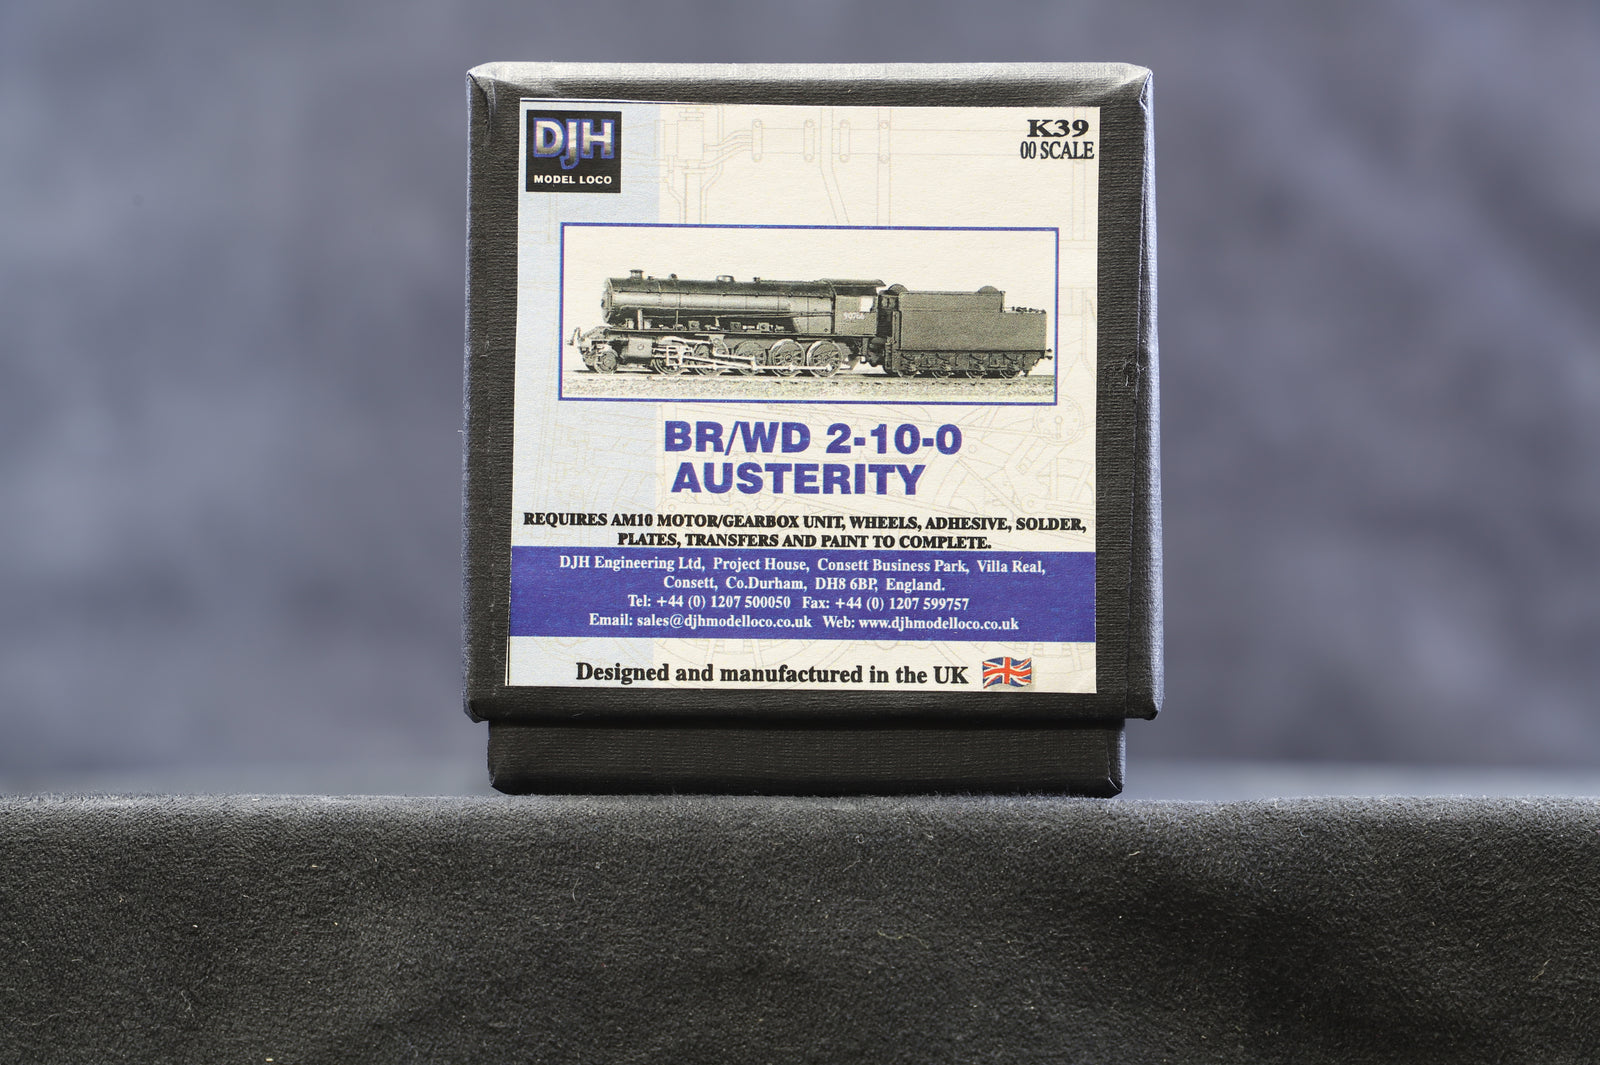 DJH
MODEL LOCO
K39
00 SCALE
BR/WD 2-10-0
AUSTERITY
REQUIRES AM10 MOTOR/GEARBOX UNIT, WHEELS, ADHESIVE, SOLDER,
PLATES, TRANSFERS AND PAINT TO COMPLETE.
DJH Engineering Ltd, Project House, Consett Business Park, Villa Real,
Consett, Co.Durham, DH8 6BP, England.
Tel: +44 (0) 1207 500050 Fax: +44 (0) 1207 599757
Email: sales@djhmodelloco.co.uk Web: www.djhmodelloco.co.uk
Designed and manufactured in the UK